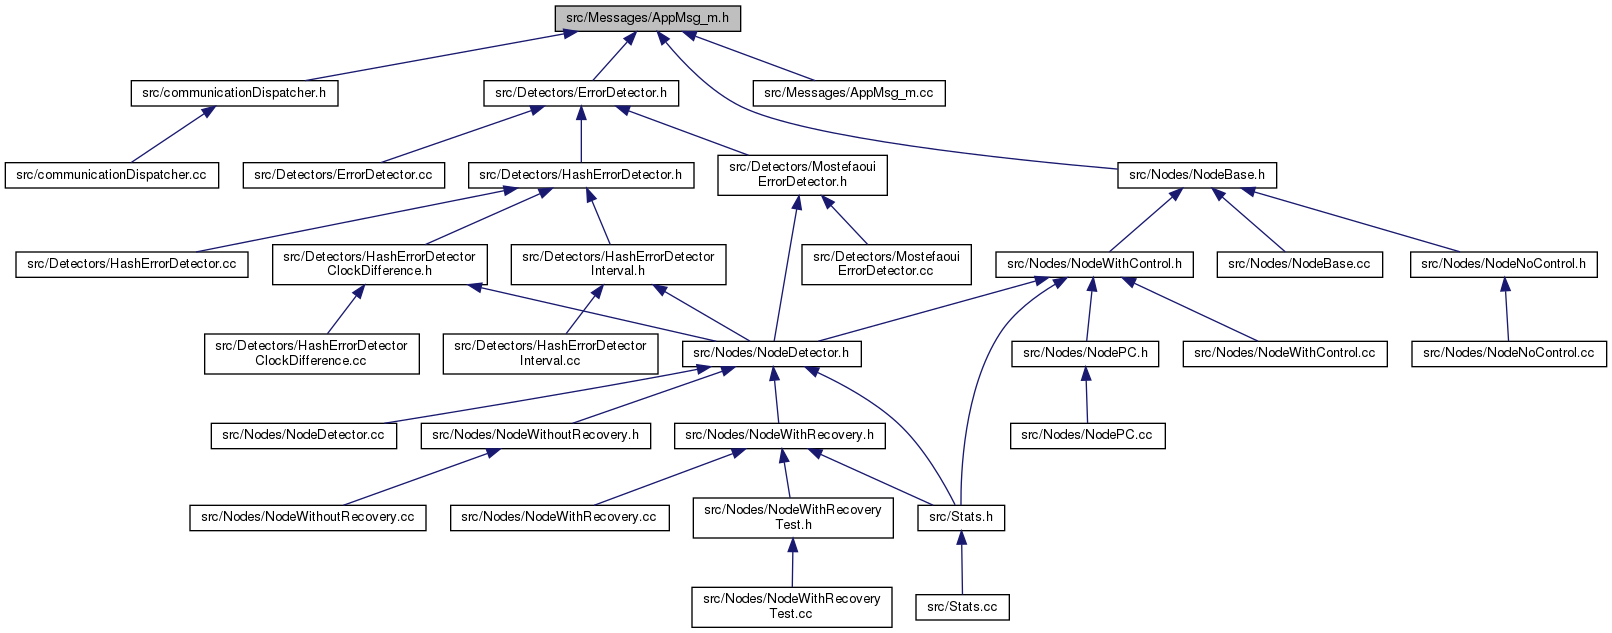 src/Messages/AppMsg_m.h
src/communicationDispatcher.h
src/Detectors/ErrorDetector.h
src/Messages/AppMsg_m.cc
src/communicationDispatcher.cc
src/Detectors/ErrorDetector.cc
src/Detectors/HashErrorDetector.h
src/Detectors/Mostefaoui
ErrorDetector.h
src/Nodes/NodeBase.h
src/Detectors/HashErrorDetector.cc
src/Detectors/HashErrorDetector
ClockDifference.h
src/Detectors/HashErrorDetector
Interval.h
src/Detectors/Mostefaoui
ErrorDetector.cc
src/Nodes/NodeWithControl.h
src/Nodes/NodeBase.cc
src/Nodes/NodeNoControl.h
src/Detectors/HashErrorDetector
ClockDifference.cc
src/Detectors/HashErrorDetector
Interval.cc
src/Nodes/NodeDetector.h
src/Nodes/NodePC.h
src/Nodes/NodeWithControl.cc
src/Nodes/NodeNoControl.cc
src/Nodes/NodeDetector.cc
src/Nodes/NodeWithoutRecovery.h
src/Nodes/NodeWithRecovery.h
src/Nodes/NodePC.cc
src/Nodes/NodeWithoutRecovery.cc
src/Nodes/NodeWithRecovery.cc
src/Nodes/NodeWithRecovery
Test.h
src/Stats.h
src/Nodes/NodeWithRecovery
Test.cc
src/Stats.cc